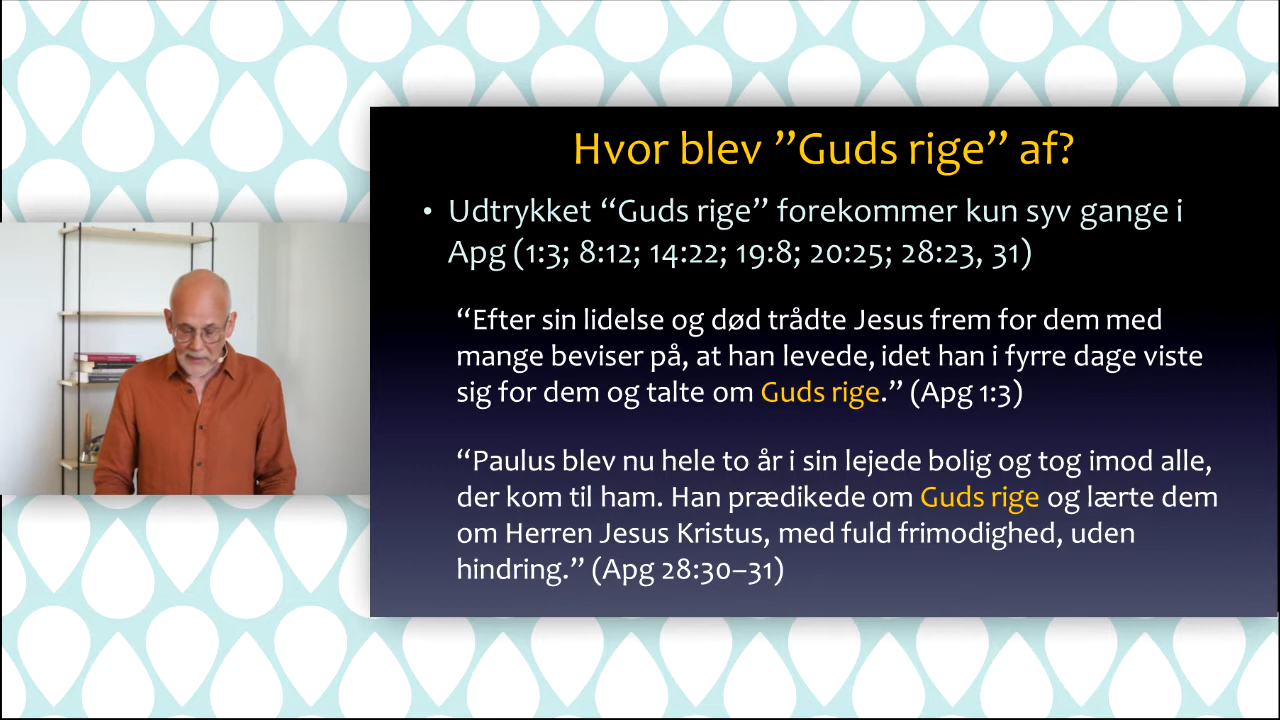 Hvor blev ”Guds rige” af?
• Udtrykket “Guds rige” forekommer kun syv gange i
Apg (1:3; 8:12; 14:22; 19:8; 20:25; 28:23, 31)
“Efter sin lidelse og død trådte Jesus frem for dem med
mange beviser på, at han levede, idet han i fyrre dage viste
sig for dem og talte om Guds rige.” (Apg 1:3)
“Paulus blev nu hele to år i sin lejede bolig og tog imod alle,
der kom til ham. Han prædikede om Guds rige og lærte dem
om Herren Jesus Kristus, med fuld frimodighed, uden
hindring.” (Apg 28:30–31)